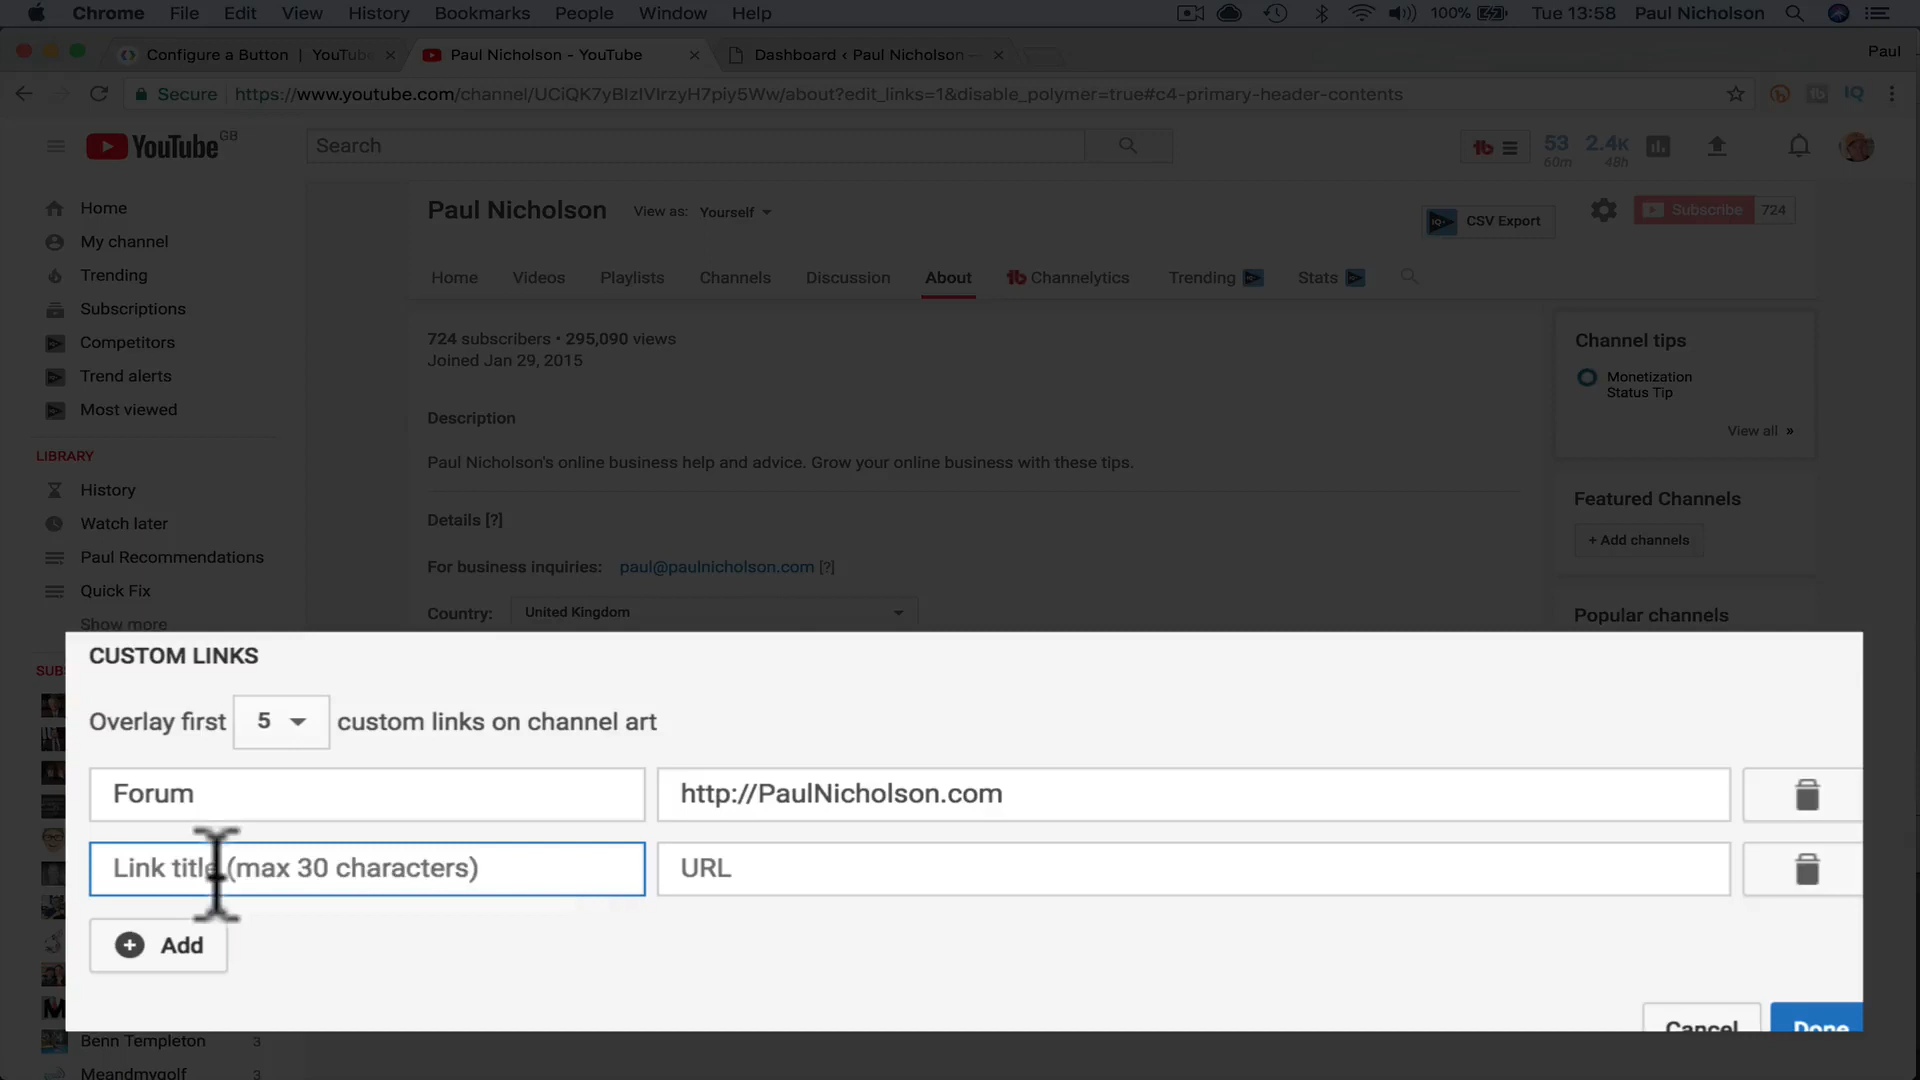 Chrome File Edit View History Bookmarks People Window Help 100% Tue 13:58 Paul Nicholson
Configure a Button | YouTube Paul Nicholson - YouTube Dashboard ‹ Paul Nicholson — Paul
Secure https://www.youtube.com/channel/UCiQK7yBIzIVIrzyH7piy5Ww/about?edit_links=1&disable_polymer=true#c4-primary-header-contents
YouTube GB Search 53 60m 2.4K 48h
Home
My channel
Trending
Subscriptions
Competitors
Trend alerts
Most viewed
LIBRARY
History
Watch later
Paul Recommendations
Quick Fix
Show more
Paul Nicholson View as: Yourself CSV Export Subscribe 724
Home Videos Playlists Channels Discussion About Channelytics Trending Stats
724 subscribers • 295,090 views
Joined Jan 29, 2015
Description
Paul Nicholson's online business help and advice. Grow your online business with these tips.
Details [?]
For business inquiries: paul@paulnicholson.com [?]
Country: United Kingdom
Channel tips
Monetization
Status Tip
View all »
Featured Channels
+ Add channels
Popular channels
CUSTOM LINKS
Overlay first 5 custom links on channel art
Forum http://PaulNicholson.com
Link title (max 30 characters) URL
Add
Cancel Done
Benn Templeton 3
Meandmygolf 3